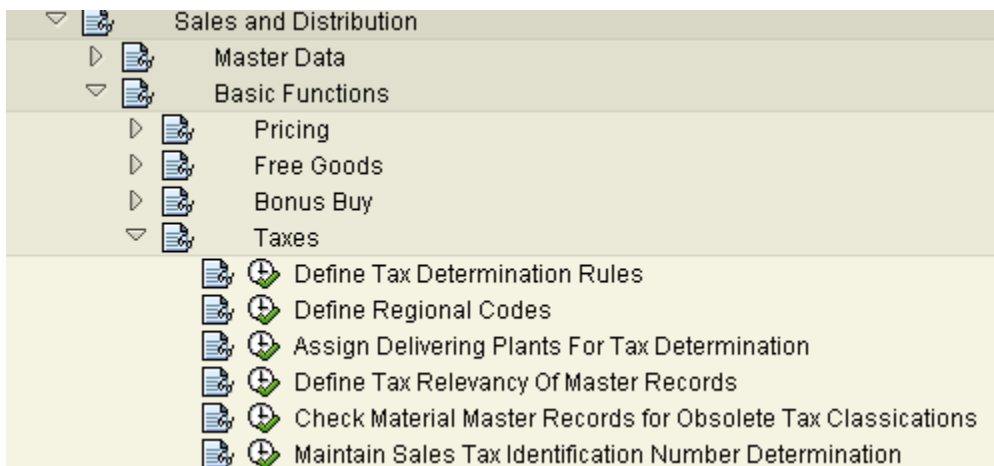 Sales and Distribution
Master Data
Basic Functions
Pricing
Free Goods
Bonus Buy
Taxes
Define Tax Determination Rules
Define Regional Codes
Assign Delivering Plants For Tax Determination
Define Tax Relevancy Of Master Records
Check Material Master Records for Obsolete Tax Classications
Maintain Sales Tax Identification Number Determination